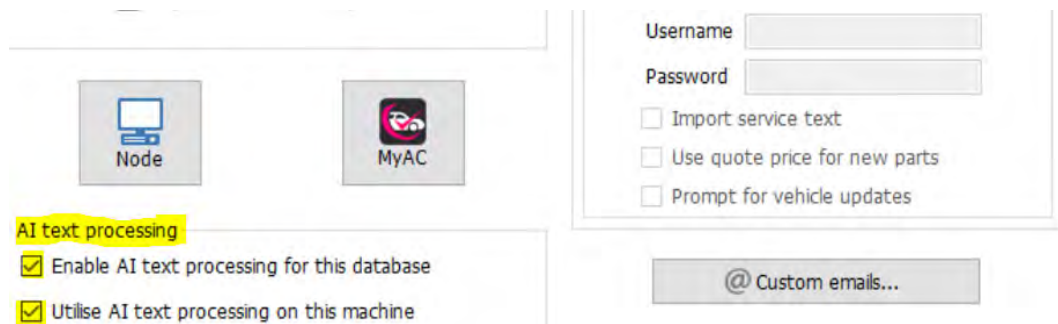 Node
MyAC
AI text processing
Enable AI text processing for this database
Utilise AI text processing on this machine
Username
Password
Import service text
Use quote price for new parts
Prompt for vehicle updates
@ Custom emails...